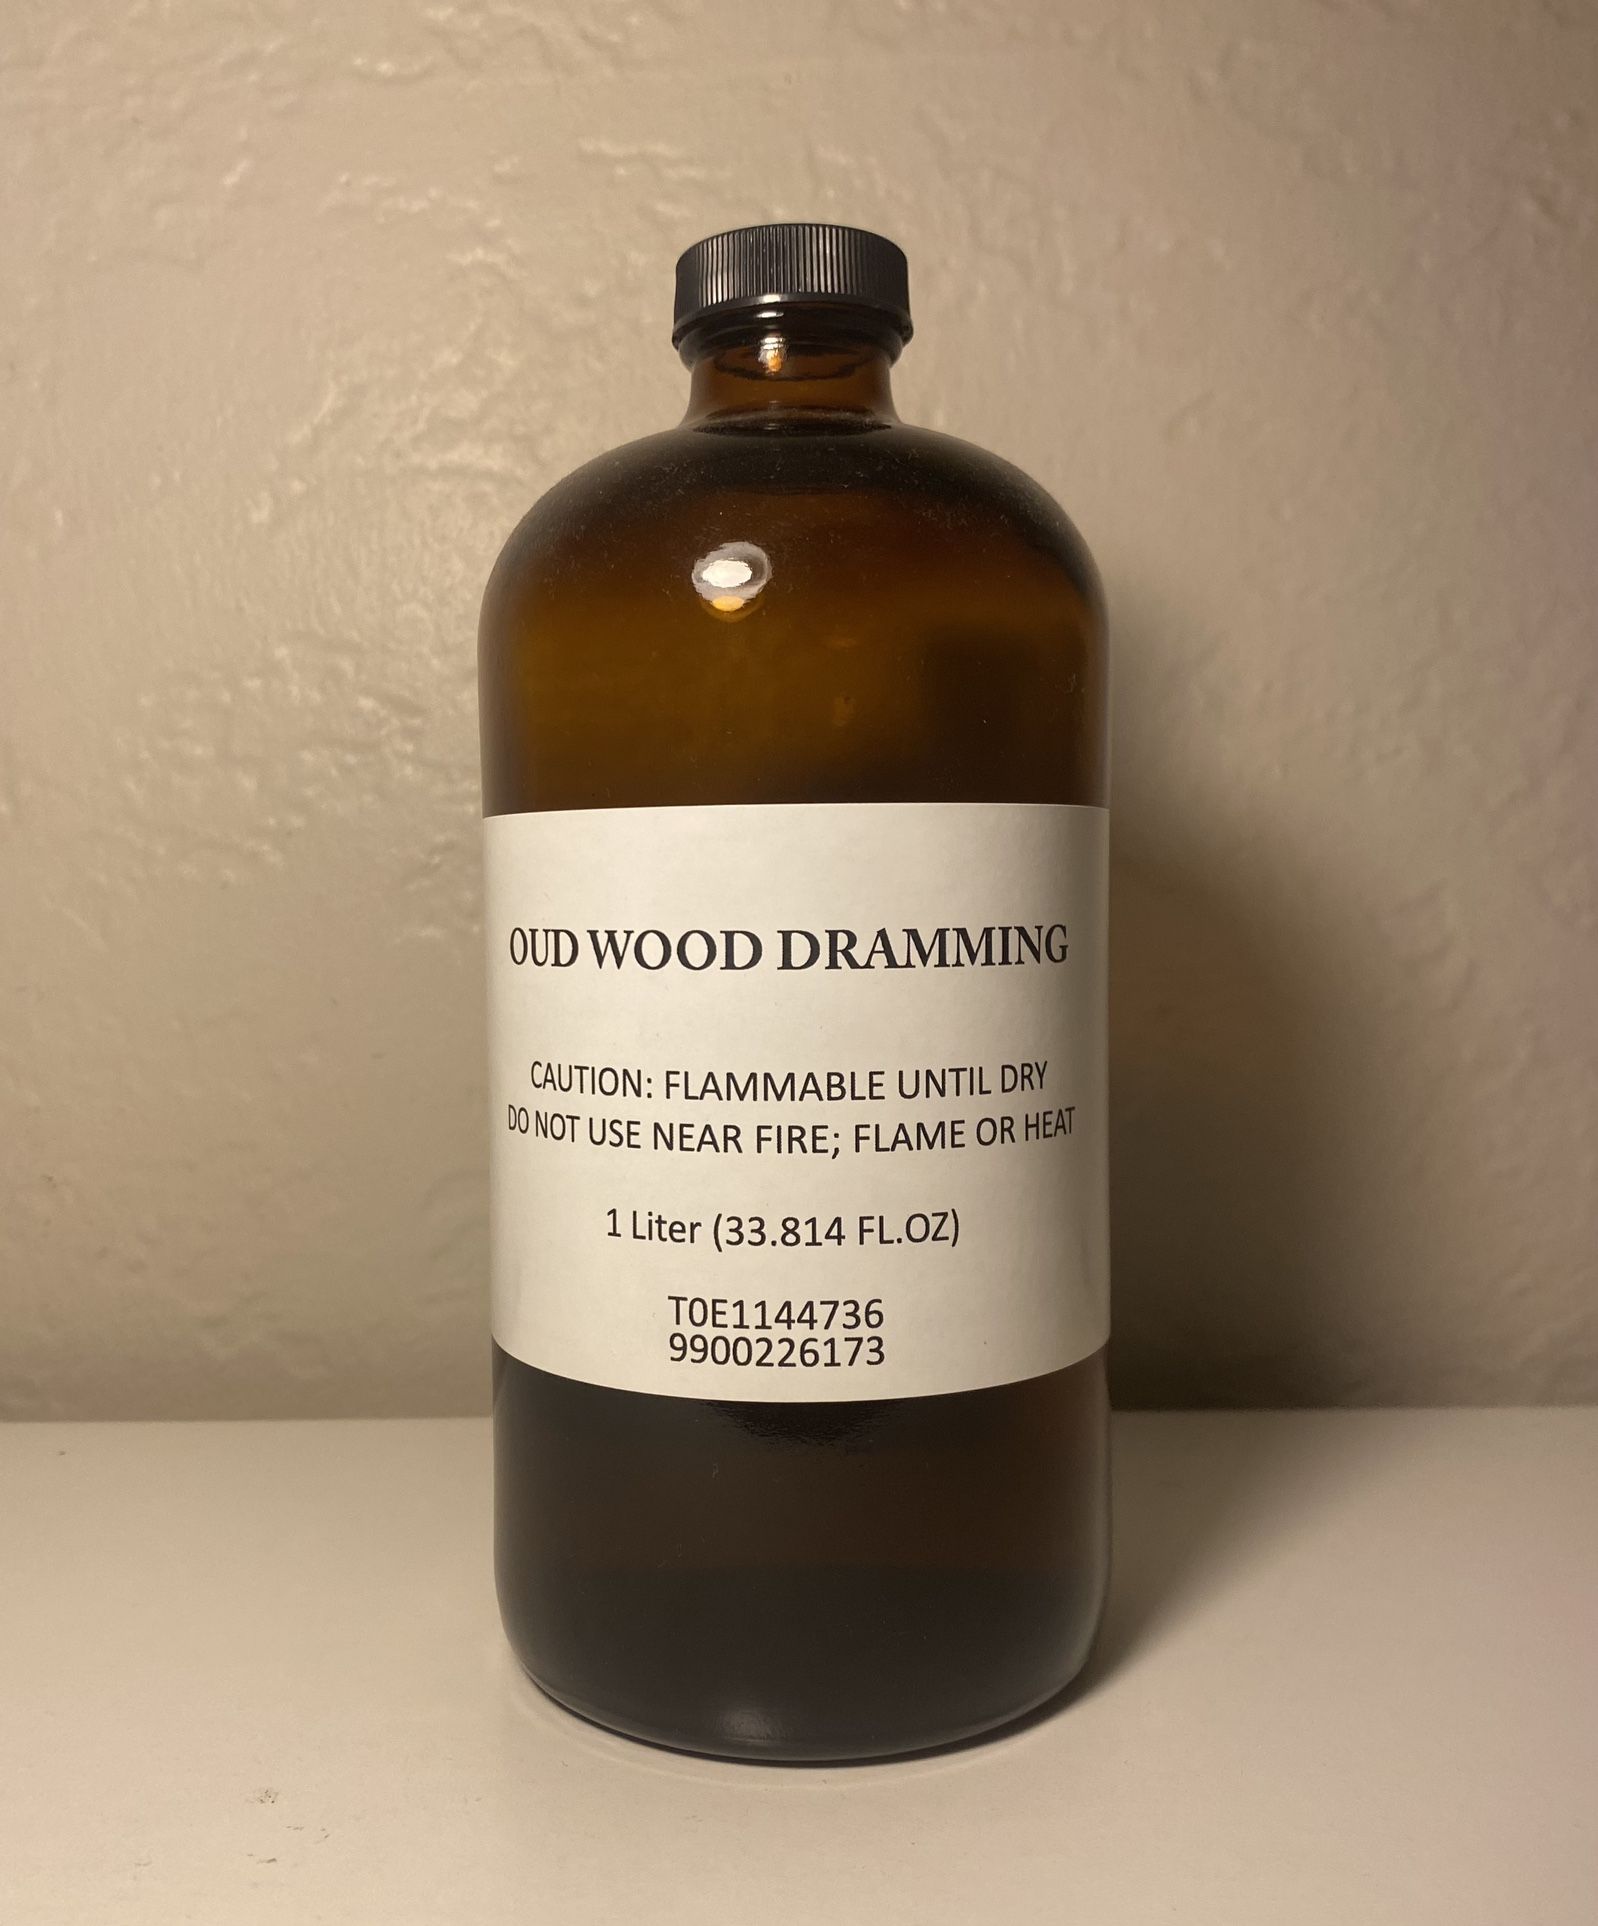 OUD WOOD DRAMMING
CAUTION: FLAMMABLE UNTIL DRY
DO NOT USE NEAR FIRE; FLAME OR HEAT
1 Liter (33.814 FL.OZ)
T0E1144736
9900226173